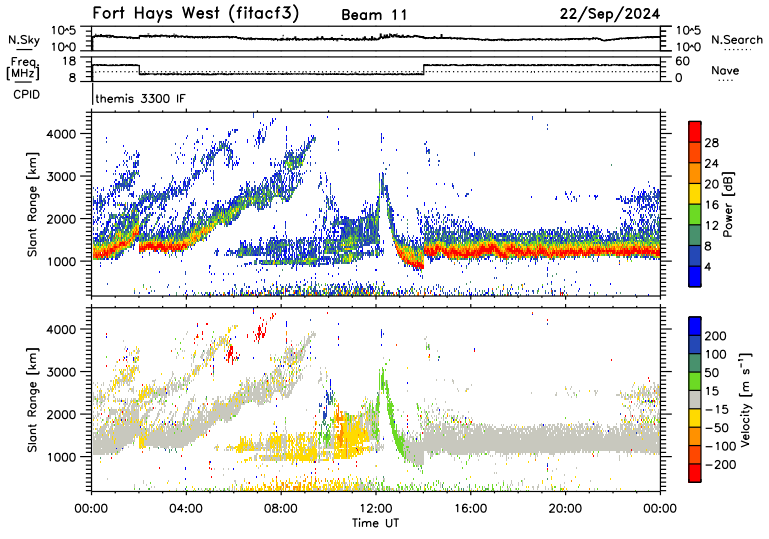 Fort Hays West (fitacf3) Beam 11 22/Sep/2024
N.Sky 10^5 10^5 N.Search
10^0 10^0
Freq. 18 60 Nave
[MHz] 8 0
CPID themis 3300 IF
4000
3000
2000
1000
Slant Range [km]
28
24
20
16
12
8
4
Power [dB]
4000
3000
2000
1000
Slant Range [km]
200
100
50
15
-15
-50
-100
-200
Velocity [m s⁻¹]
00:00 04:00 08:00 12:00 16:00 20:00 00:00
Time UT